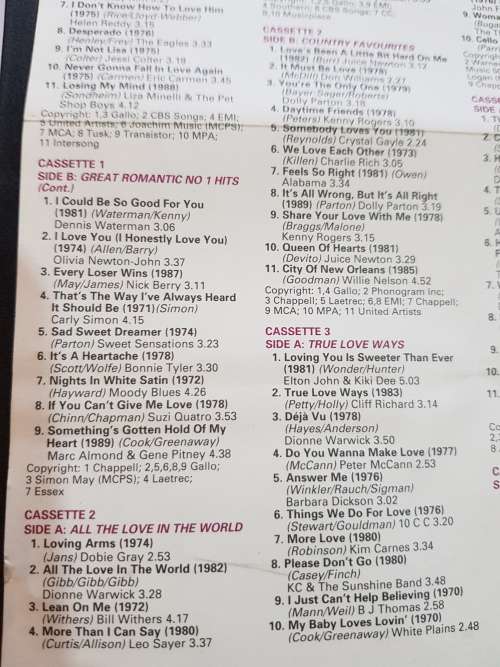 7. I Don't Know How To Love Him
(1975) (Rice/Lloyd-Webber)
Helen Reddy 3.15
8. Desperado (1976)
(Henley/Frey) The Eagles 3.33
9. I'm Not Lisa (1975)
(Colter) Jessi Colter 3.19
10. Never Gonna Fall In Love Again
(1975) (Carmen) Eric Carmen 3.45
11. Losing My Mind (1989)
(Sondheim) Liza Minelli & The Pet
Shop Boys 4.12
Copyright: 1,3 Gallo; 2 CBS Songs; 4 EMI;
5 United Artists; 6 Joachim Music (MCPS);
7 MCA; 8 Tusk; 9 Transistor; 10 MPA;
11 Intersong
CASSETTE 1
SIDE B: GREAT ROMANTIC NO 1 HITS
(Cont.)
1. I Could Be So Good For You
(1981) (Waterman/Kenny)
Dennis Waterman 3.06
2. I Love You (I Honestly Love You)
(1974) (Allen/Barry)
Olivia Newton-John 3.37
3. Every Loser Wins (1987)
(May/James) Nick Berry 3.11
4. That's The Way I've Always Heard
It Should Be (1971)(Simon)
Carly Simon 4.15
5. Sad Sweet Dreamer (1974)
(Parton) Sweet Sensations 3.23
6. It's A Heartache (1978)
(Scott/Wolfe) Bonnie Tyler 3.30
7. Nights In White Satin (1972)
(Hayward) Moody Blues 4.26
8. If You Can't Give Me Love (1978)
(Chinn/Chapman) Suzi Quatro 3.53
9. Something's Gotten Hold Of My
Heart (1989) (Cook/Greenaway)
Marc Almond & Gene Pitney 4.38
Copyright: 1 Chappell; 2,5,6,8,9 Gallo;
3 Simon May (MCPS); 4 Laetrec;
7 Essex
CASSETTE 2
SIDE A: ALL THE LOVE IN THE WORLD
1. Loving Arms (1974)
(Jans) Dobie Gray 2.53
2. All The Love In The World (1982)
(Gibb/Gibb/Gibb)
Dionne Warwick 3.28
3. Lean On Me (1972)
(Withers) Bill Withers 4.17
4. More Than I Can Say (1980)
(Curtis/Allison) Leo Sayer 3.37
4 Southern; 6 CBS Songs; 7 CC;
9,10 Musicpiece
CASSETTE 2
SIDE B: COUNTRY FAVOURITES
1. Love's Been A Little Bit Hard On Me
(1982) (Burr) Juice Newton 3.12
2. It Must Be Love (1978)
(McDill) Don Williams 2.27
3. You're The Only One (1979)
(Bayer-Sager/Roberts)
Dolly Parton 3.18
4. Daytime Friends (1978)
(Peters) Kenny Rogers 3.10
5. Somebody Loves You (1981)
(Reynolds) Crystal Gayle 2.24
6. We Love Each Other (1973)
(Killen) Charlie Rich 3.05
7. Feels So Right (1981) (Owen)
Alabama 3.34
8. It's All Wrong, But It's All Right
(1989) (Parton) Dolly Parton 3.19
9. Share Your Love With Me (1978)
(Braggs/Malone)
Kenny Rogers 3.15
10. Queen Of Hearts (1981)
(Devito) Juice Newton 3.29
11. City Of New Orleans (1985)
(Goodman) Willie Nelson 4.52
Copyright: 1,4 Gallo; 2 Phonogram inc;
3 Chappell; 5 Laetrec; 6,8 EMI; 7 Chappell;
9 MCA; 10 MPA; 11 United Artists
CASSETTE 3
SIDE A: TRUE LOVE WAYS
1. Loving You Is Sweeter Than Ever
(1981) (Wonder/Hunter)
Elton John & Kiki Dee 5.03
2. True Love Ways (1983)
(Petty/Holly) Cliff Richard 3.14
3. Déjà Vu (1978)
(Hayes/Anderson)
Dionne Warwick 3.50
4. Do You Wanna Make Love (1977)
(McCann) Peter McCann 2.53
5. Answer Me (1976)
(Winkler/Rauch/Sigman)
Barbara Dickson 3.02
6. Things We Do For Love (1976)
(Stewart/Gouldman) 10 C C 3.20
7. More Love (1980)
(Robinson) Kim Carnes 3.34
8. Please Don't Go (1980)
(Casey/Finch)
KC & The Sunshine Band 3.48
9. I Just Can't Help Believing (1970)
(Mann/Weil) B J Thomas 2.58
10. My Baby Loves Lovin' (1970)
(Cook/Greenaway) White Plains 2.48